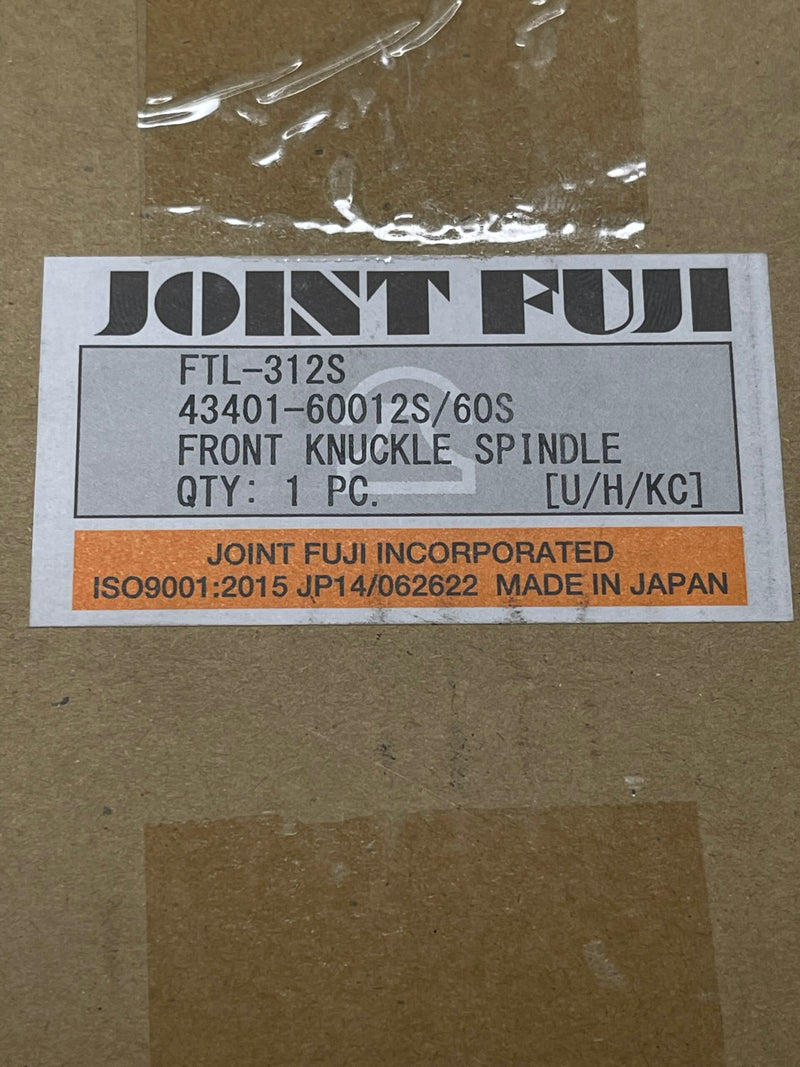 JOINT FUJI
FTL-312S
43401-60012S/60S
FRONT KNUCKLE SPINDLE
QTY: 1 PC. [U/H/KC]
JOINT FUJI INCORPORATED
ISO9001:2015 JP14/062622 MADE IN JAPAN